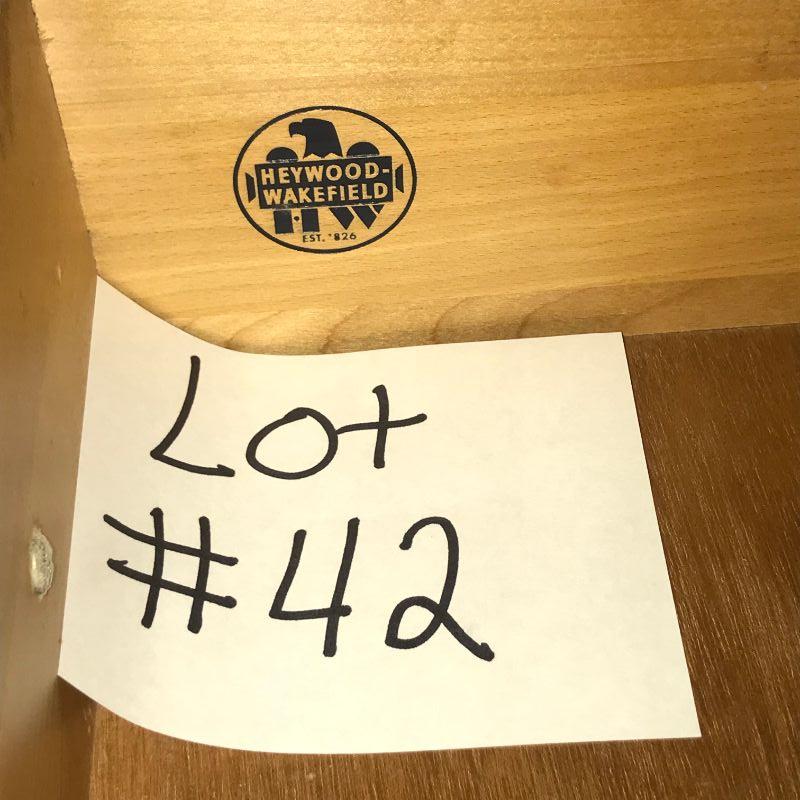 HEYWOOD-
WAKEFIELD
HW
EST. 1826
Lot
#42